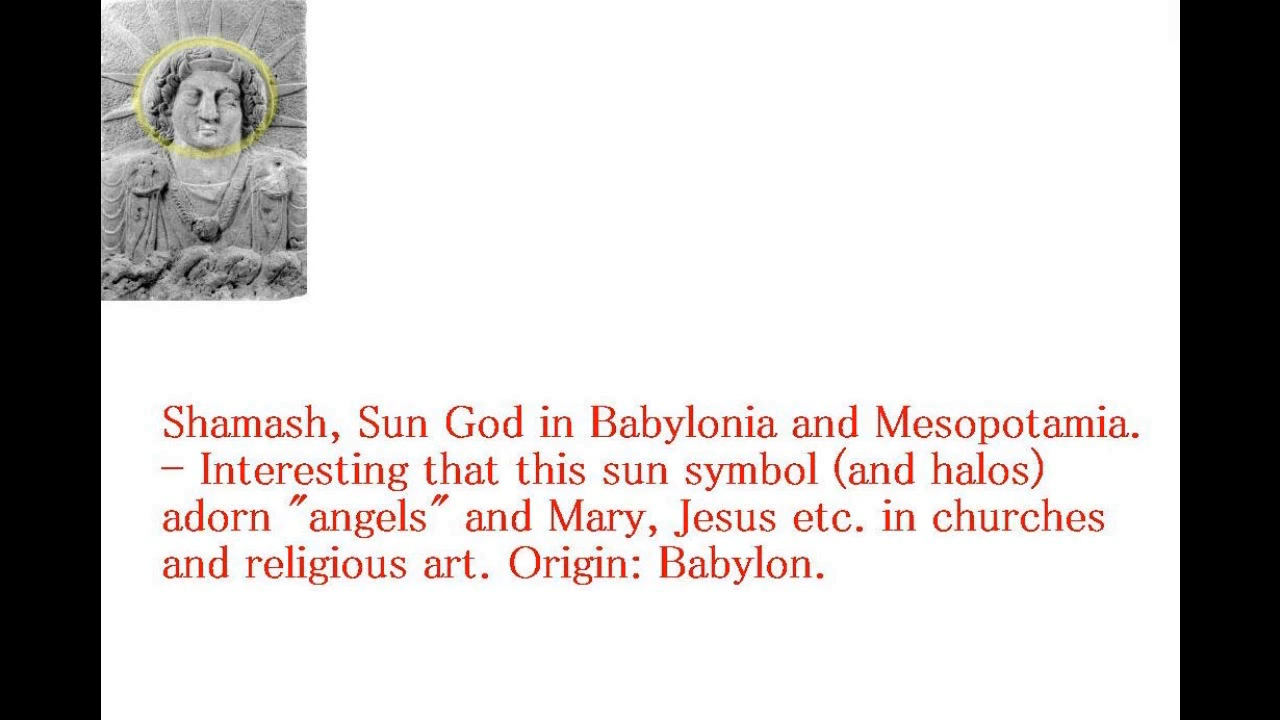 Shamash, Sun God in Babylonia and Mesopotamia.
- Interesting that this sun symbol (and halos)
adorn "angels" and Mary, Jesus etc. in churches
and religious art. Origin: Babylon.